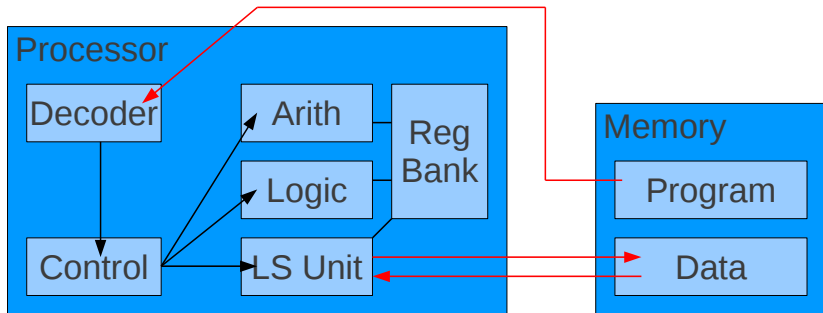 Processor
Decoder
Arith
Reg
Bank
Logic
Control
LS Unit
Memory
Program
Data